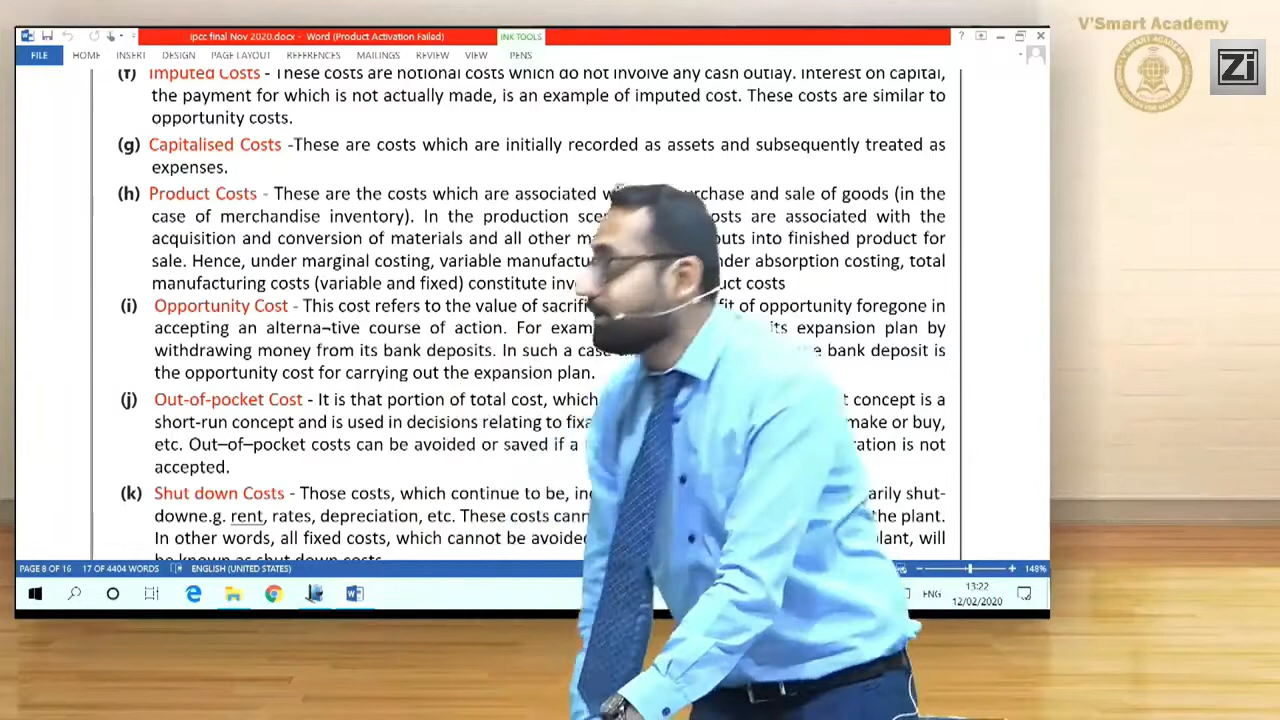 V'Smart Academy
Zi
ipcc final Nov 2020.docx - Word (Product Activation Failed)
INK TOOLS
FILE HOME INSERT DESIGN PAGE LAYOUT REFERENCES MAILINGS REVIEW VIEW PENS
(f) Imputed Costs - These costs are notional costs which do not involve any cash outlay. Interest on capital,
the payment for which is not actually made, is an example of imputed cost. These costs are similar to
opportunity costs.
(g) Capitalised Costs -These are costs which are initially recorded as assets and subsequently treated as
expenses.
(h) Product Costs - These are the costs which are associated and sale of goods (in the
case of merchandise inventory). In the production are associated with the
acquisition and conversion of materials and all other into finished product for
sale. Hence, under marginal costing, variable absorption costing, total
manufacturing costs (variable and fixed) constitute costs
(i) Opportunity Cost - This cost refers to the value of of opportunity foregone in
accepting an alterna–tive course of action. For its expansion plan by
withdrawing money from its bank deposits. In such a bank deposit is
the opportunity cost for carrying out the expansion plan.
(j) Out-of-pocket Cost - It is that portion of total cost, which concept is a
short-run concept and is used in decisions relating to make or buy,
etc. Out–of–pocket costs can be avoided or saved if a is not
accepted.
(k) Shut down Costs - Those costs, which continue to be, shut-
downe.g. rent, rates, depreciation, etc. These costs the plant.
In other words, all fixed costs, which cannot be will
be known as shut down costs
PAGE 8 OF 16 17 OF 4404 WORDS ENGLISH (UNITED STATES) 148%
ENG 13:22
12/02/2020